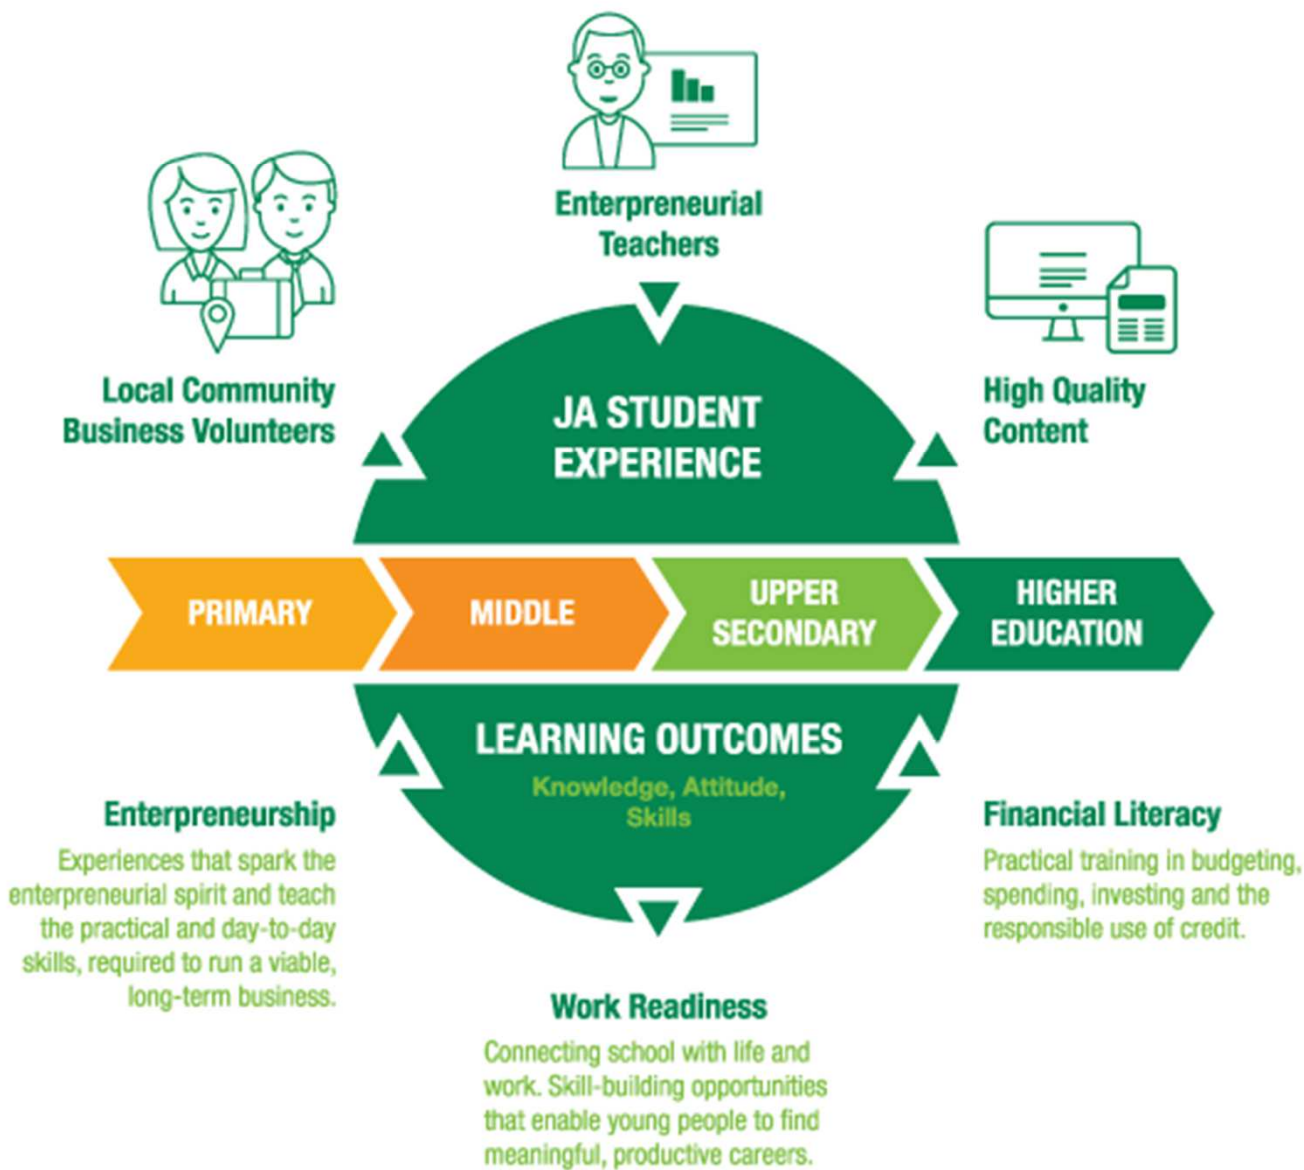 Enterpreneurial
Teachers
Local Community
Business Volunteers
High Quality
Content
JA STUDENT
EXPERIENCE
PRIMARY
MIDDLE
UPPER
SECONDARY
HIGHER
EDUCATION
LEARNING OUTCOMES
Knowledge, Attitude,
Skills
Enterpreneurship
Experiences that spark the
enterpreneurial spirit and teach
the practical and day-to-day
skills, required to run a viable,
long-term business.
Financial Literacy
Practical training in budgeting,
spending, investing and the
responsible use of credit.
Work Readiness
Connecting school with life and
work. Skill-building opportunities
that enable young people to find
meaningful, productive careers.